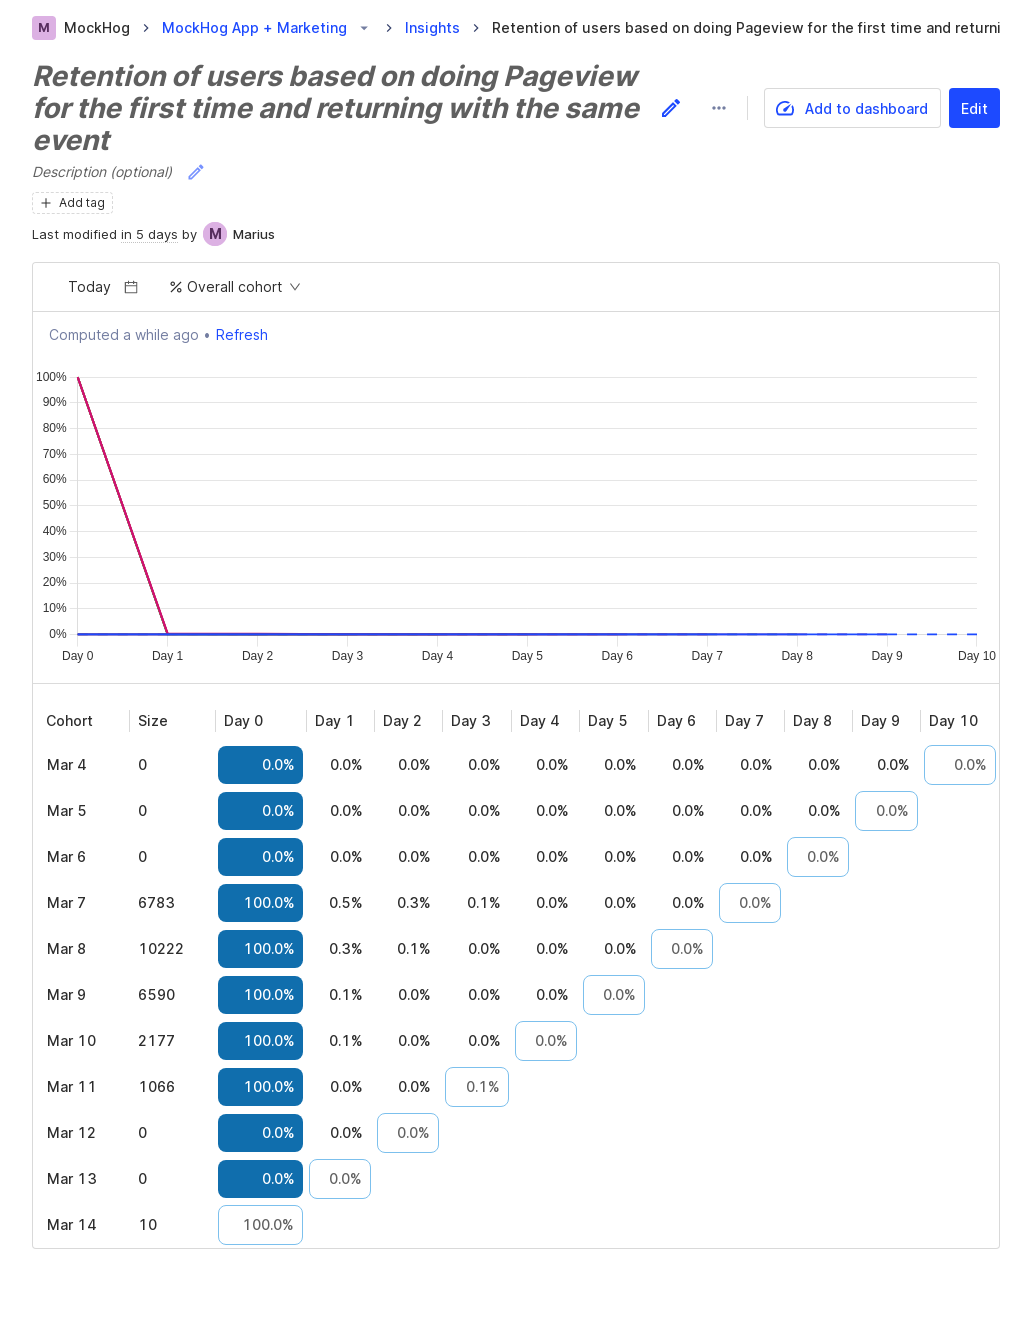 M MockHog > MockHog App + Marketing > Insights > Retention of users based on doing Pageview for the first time and returni
Retention of users based on doing Pageview
for the first time and returning with the same
event
Add to dashboard
Edit
Description (optional)
+ Add tag
Last modified in 5 days by M Marius
Today
% Overall cohort
Computed a while ago • Refresh
100%
90%
80%
70%
60%
50%
40%
30%
20%
10%
0%
Day 0 Day 1 Day 2 Day 3 Day 4 Day 5 Day 6 Day 7 Day 8 Day 9 Day 10
Cohort Size Day 0 Day 1 Day 2 Day 3 Day 4 Day 5 Day 6 Day 7 Day 8 Day 9 Day 10
Mar 4 0 0.0% 0.0% 0.0% 0.0% 0.0% 0.0% 0.0% 0.0% 0.0% 0.0% 0.0%
Mar 5 0 0.0% 0.0% 0.0% 0.0% 0.0% 0.0% 0.0% 0.0% 0.0% 0.0%
Mar 6 0 0.0% 0.0% 0.0% 0.0% 0.0% 0.0% 0.0% 0.0% 0.0%
Mar 7 6783 100.0% 0.5% 0.3% 0.1% 0.0% 0.0% 0.0% 0.0%
Mar 8 10222 100.0% 0.3% 0.1% 0.0% 0.0% 0.0% 0.0%
Mar 9 6590 100.0% 0.1% 0.0% 0.0% 0.0% 0.0%
Mar 10 2177 100.0% 0.1% 0.0% 0.0% 0.0%
Mar 11 1066 100.0% 0.0% 0.0% 0.1%
Mar 12 0 0.0% 0.0% 0.0%
Mar 13 0 0.0% 0.0%
Mar 14 10 100.0%